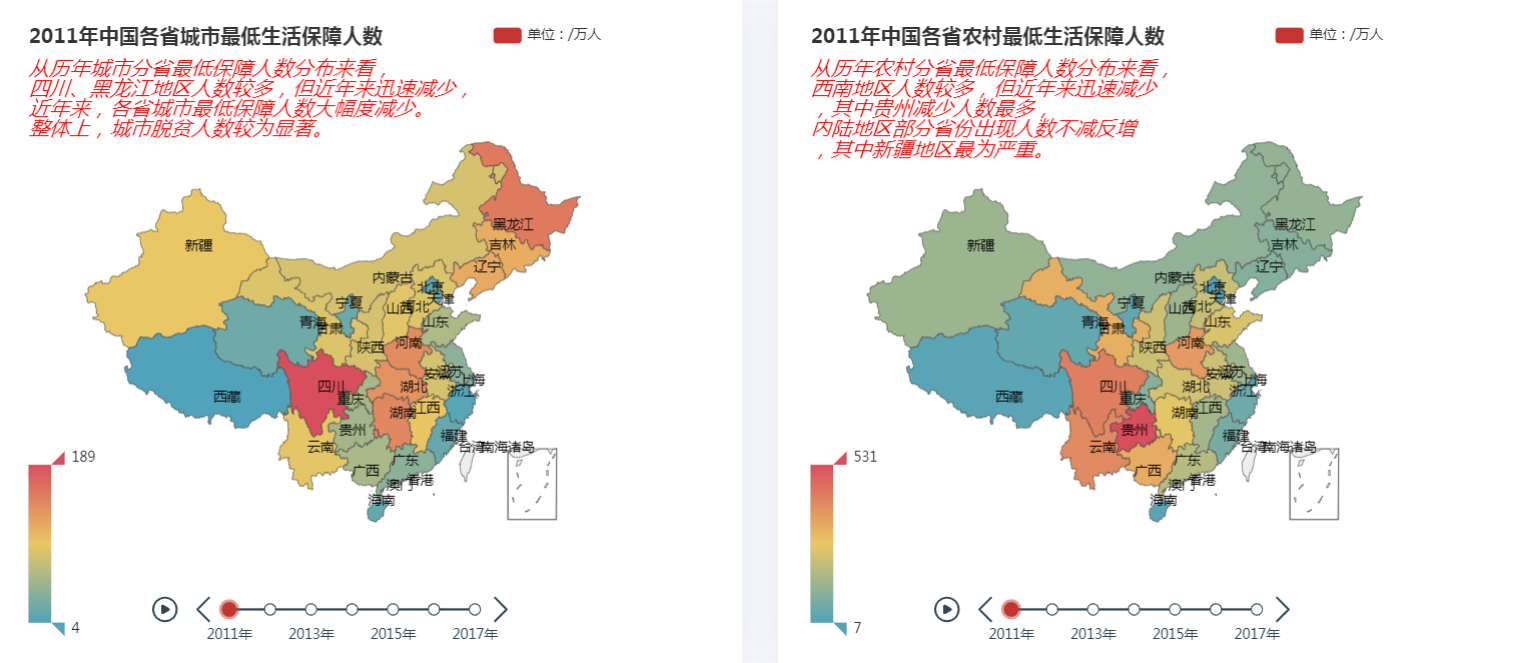 2011年中国各省城市最低生活保障人数
单位：/万人
从历年城市分省最低保障人数分布来看，
四川、黑龙江地区人数较多，但近年来迅速减少，
近年来，各省城市最低保障人数大幅度减少。
整体上，城市脱贫人数较为显著。
黑龙江
新疆
吉林
辽宁
内蒙古
北京
天津
宁夏
山西
河北
青海
甘肃
山东
陕西
河南
安徽
江苏
上海
四川
湖北
西藏
重庆
浙江
湖南
江西
贵州
福建
云南
台湾
南海诸岛
广西
广东
澳门
香港
海南
189
4
2011年
2013年
2015年
2017年
2011年中国各省农村最低生活保障人数
单位：/万人
从历年农村分省最低保障人数分布来看，
西南地区人数较多，但近年来迅速减少
，其中贵州减少人数最多，
内陆地区部分省份出现人数不减反增
，其中新疆地区最为严重。
黑龙江
新疆
吉林
辽宁
内蒙古
北京
天津
宁夏
山西
河北
青海
甘肃
山东
陕西
河南
安徽
江苏
上海
四川
湖北
西藏
重庆
浙江
湖南
江西
贵州
福建
云南
台湾
南海诸岛
广西
广东
澳门
香港
海南
531
7
2011年
2013年
2015年
2017年